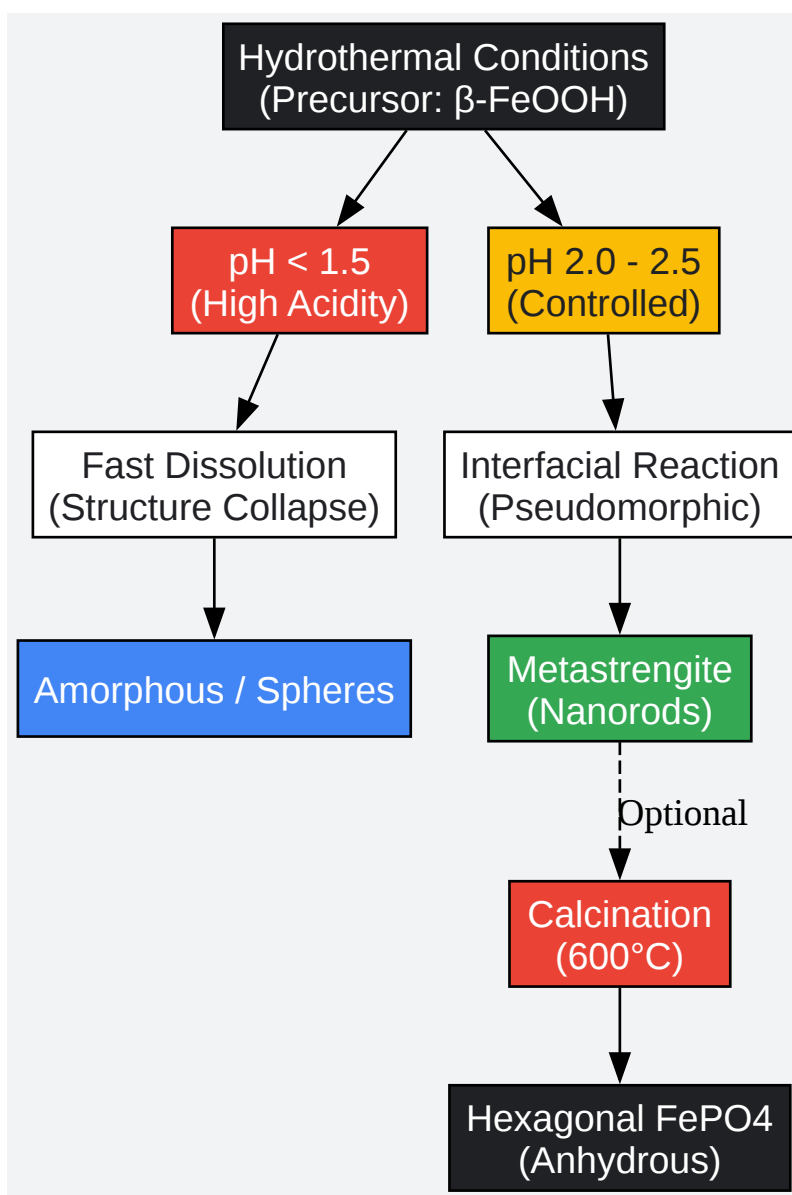 Hydrothermal Conditions
(Precursor: β-FeOOH)
pH < 1.5
(High Acidity)
pH 2.0 - 2.5
(Controlled)
Fast Dissolution
(Structure Collapse)
Interfacial Reaction
(Pseudomorphic)
Amorphous / Spheres
Metastrengite
(Nanorods)
Optional
Calcination
(600°C)
Hexagonal FePO4
(Anhydrous)